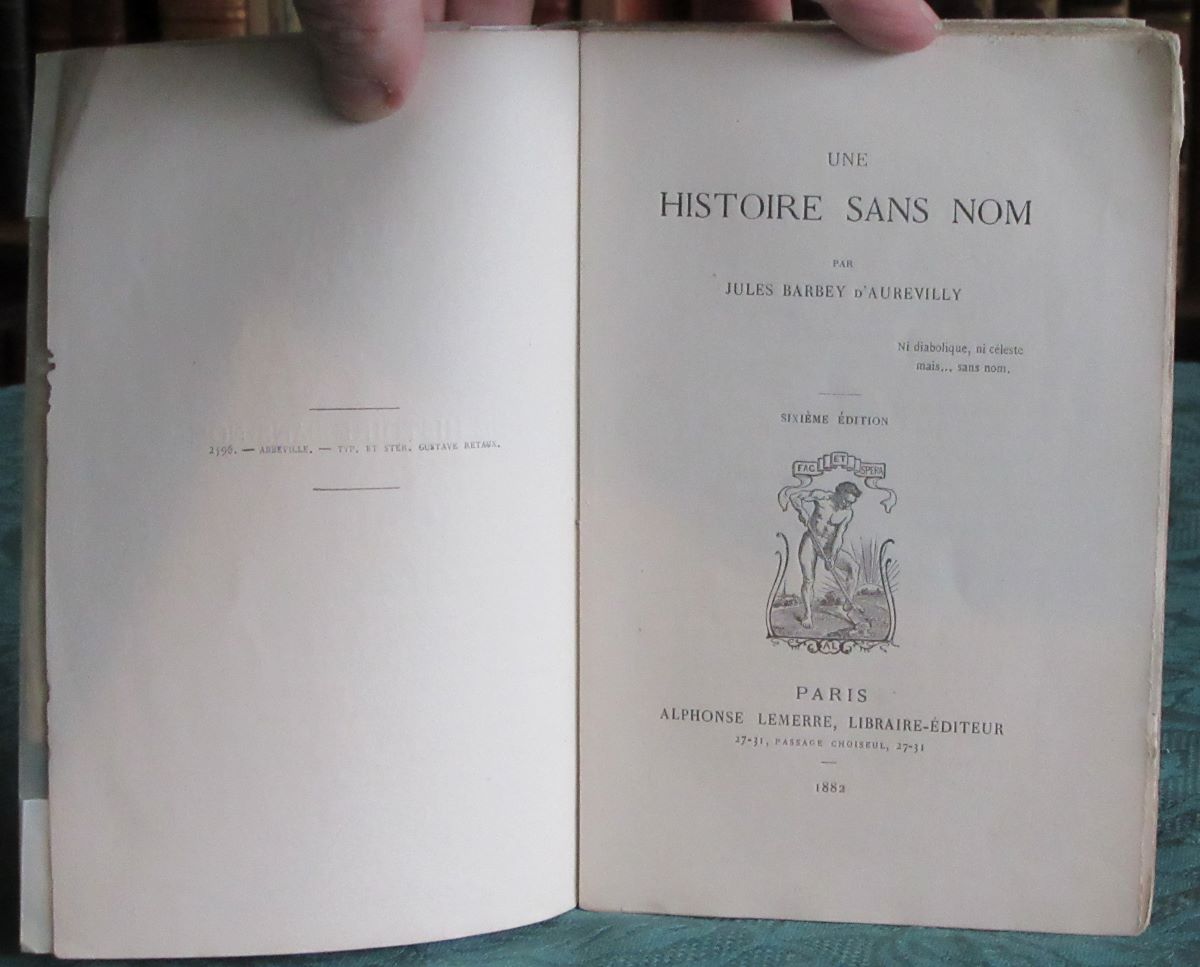 2596. — ABBEVILLE. — TYP. ET STÉR. GUSTAVE RETAUX.
UNE
HISTOIRE SANS NOM
PAR
JULES BARBEY D'AUREVILLY
Ni diabolique, ni céleste
mais... sans nom.
SIXIÈME ÉDITION
FAC ET SPERA
AL
PARIS
ALPHONSE LEMERRE, LIBRAIRE-ÉDITEUR
27-31, PASSAGE CHOISEUL, 27-31
1882